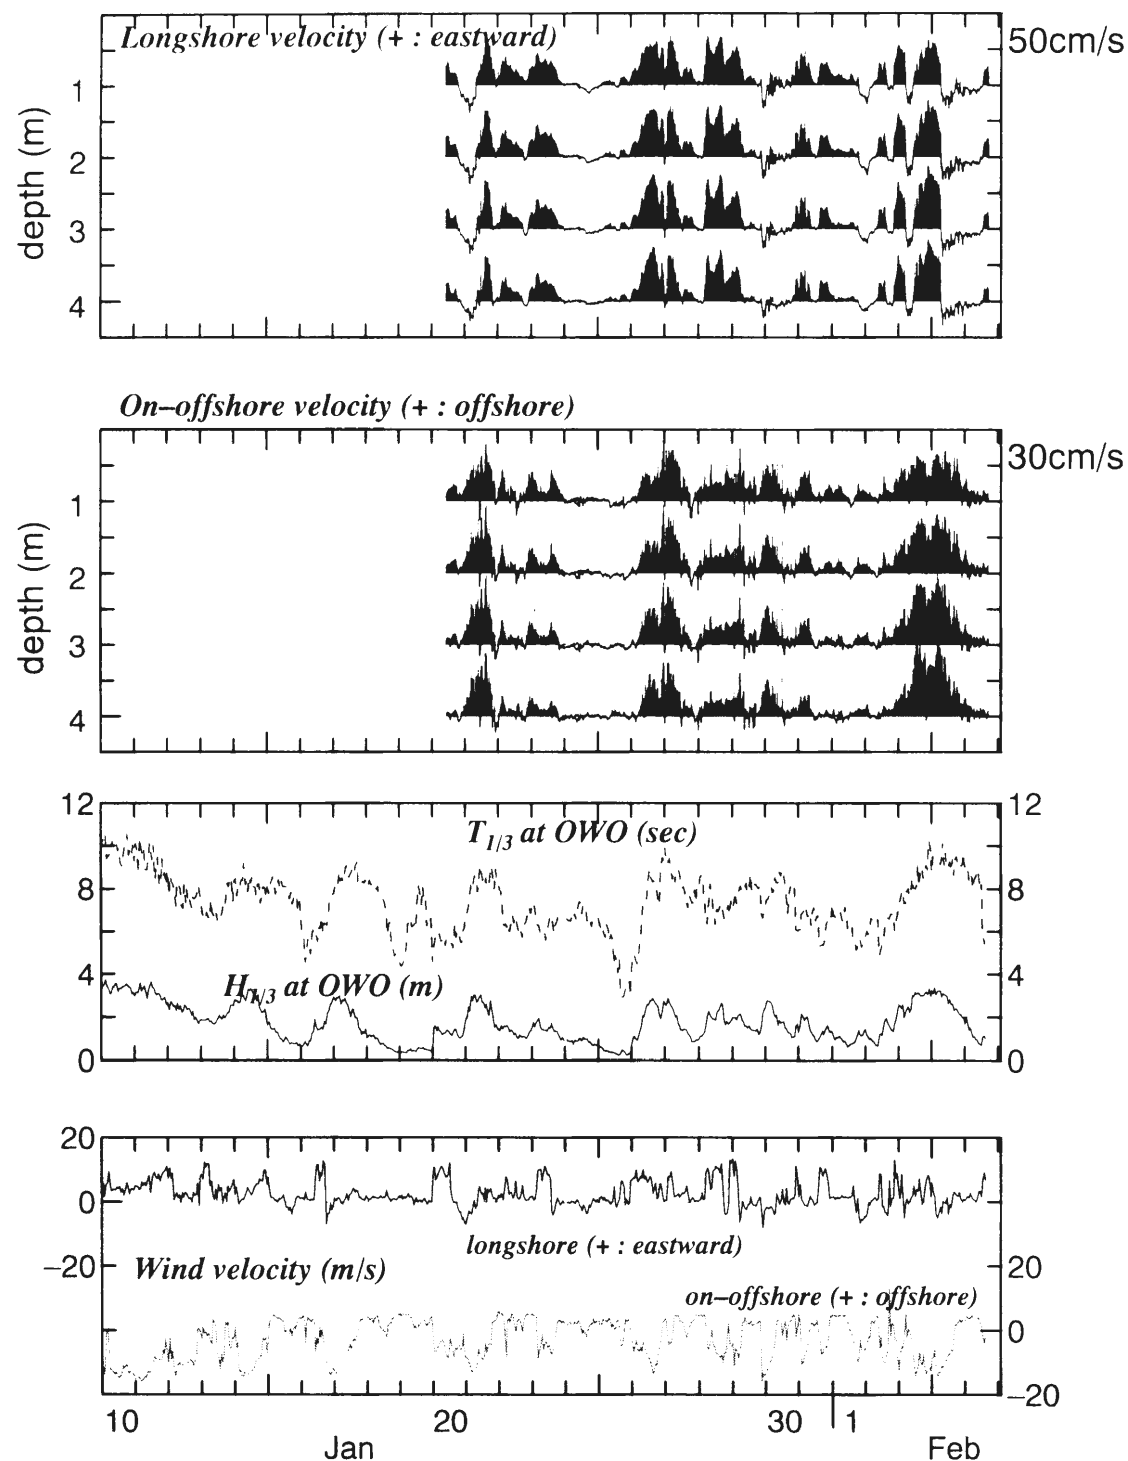 Longshore velocity (+ : eastward)
50cm/s
depth (m)
1
2
3
4
On–offshore velocity (+ : offshore)
30cm/s
depth (m)
1
2
3
4
12
8
4
0
T1/3 at OWO (sec)
H1/3 at OWO (m)
12
8
4
0
20
0
−20
longshore (+ : eastward)
Wind velocity (m/s)
on–offshore (+ : offshore)
20
0
−20
10 20 30 1
Jan Feb